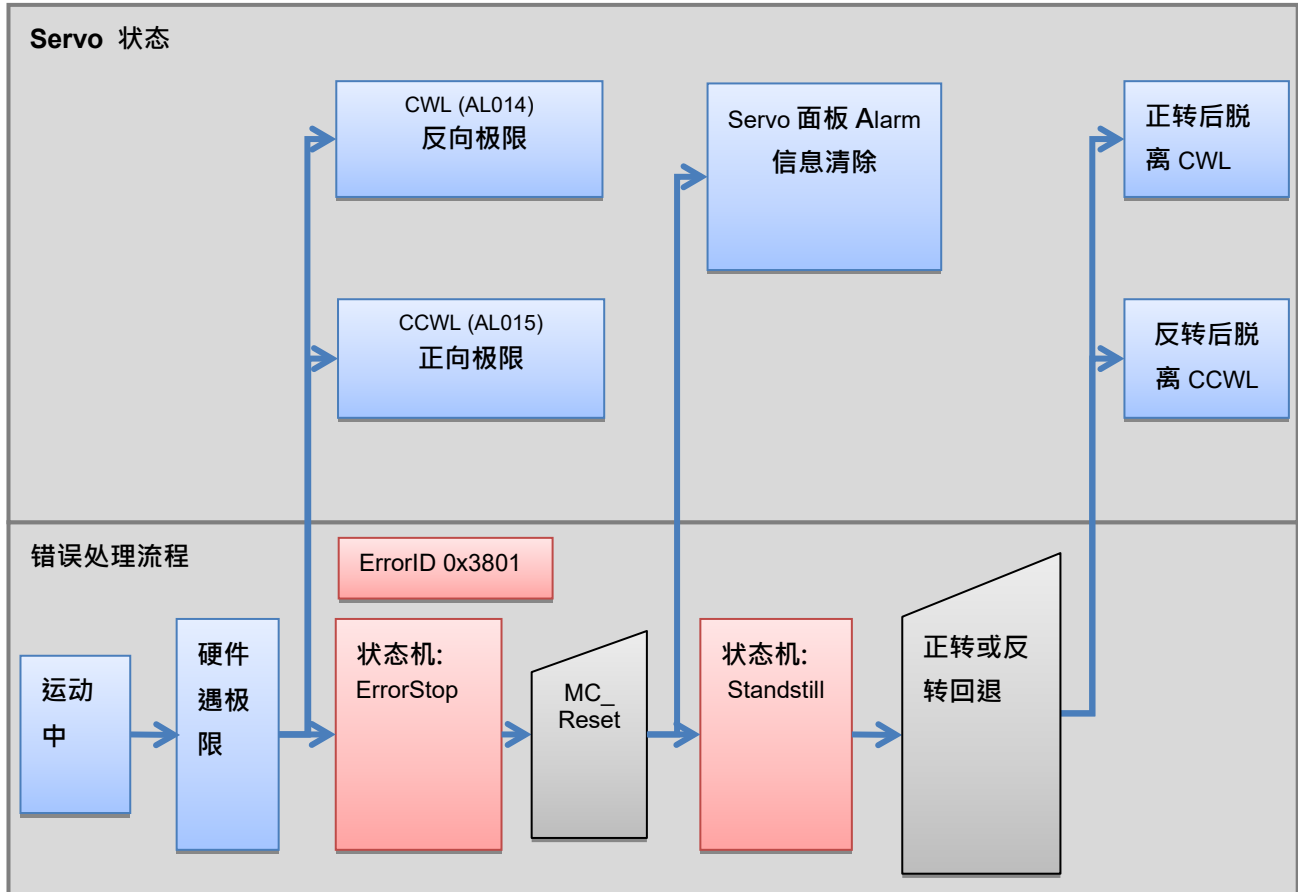 Servo 状态
CWL (AL014)
反向极限
Servo 面板 Alarm
信息清除
正转后脱
离 CWL
CCWL (AL015)
正向极限
反转后脱
离 CCWL
错误处理流程
ErrorID 0x3801
运动
中
硬件
遇极
限
状态机:
ErrorStop
MC_
Reset
状态机:
Standstill
正转或反
转回退